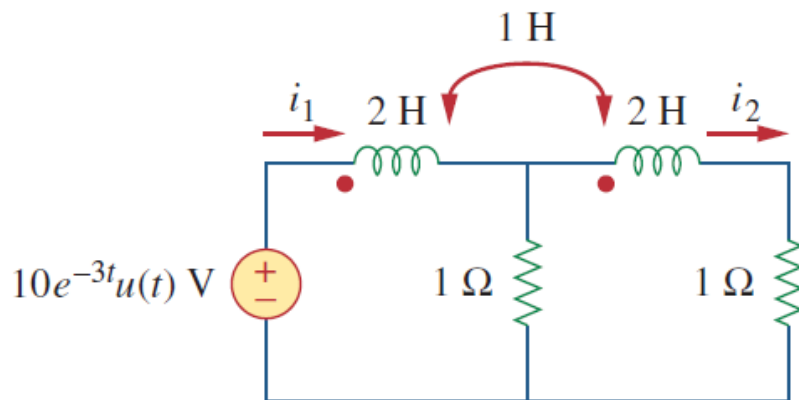 1 H
i₁
2 H
2 H
i₂
10e⁻³ᵗu(t) V
+
−
1 Ω
1 Ω